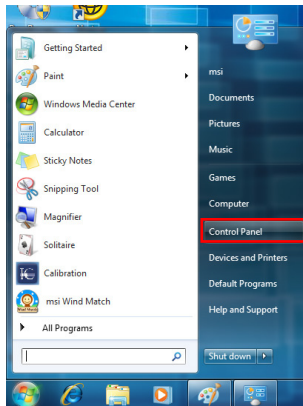 Getting Started
Paint
Windows Media Center
Calculator
Sticky Notes
Snipping Tool
Magnifier
Solitaire
Calibration
msi Wind Match
All Programs
msi
Documents
Pictures
Music
Games
Computer
Control Panel
Devices and Printers
Default Programs
Help and Support
Shut down